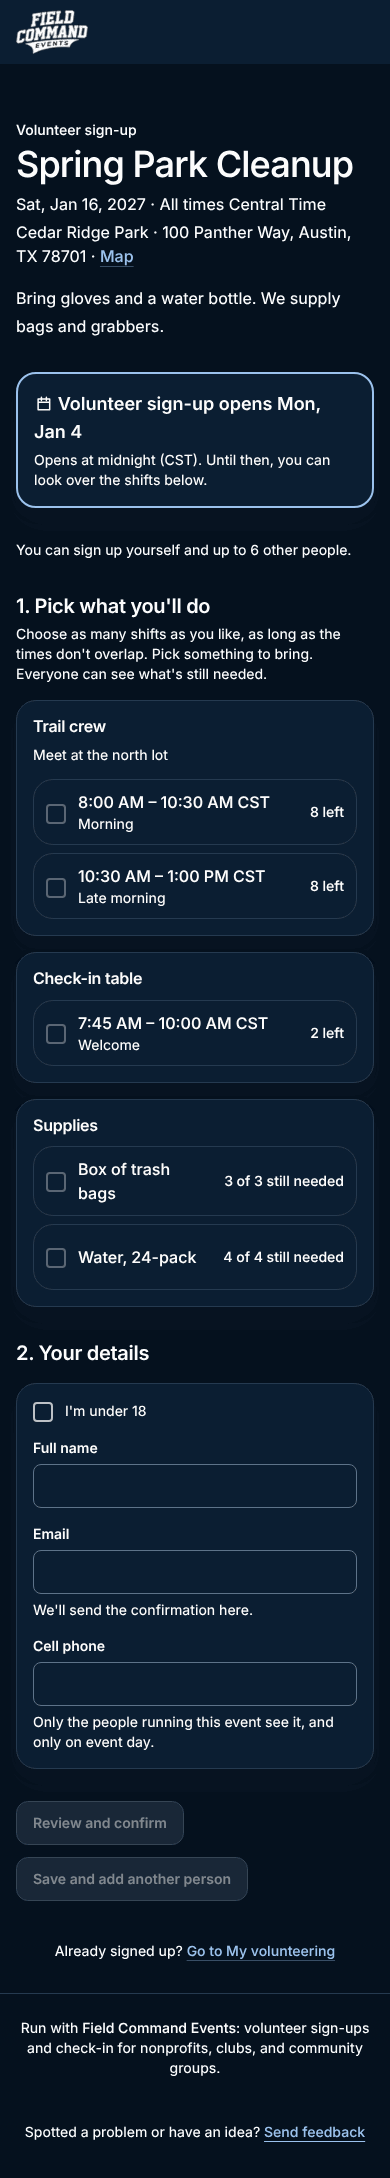 FIELD
COMMAND
EVENTS
Volunteer sign-up
Spring Park Cleanup
Sat, Jan 16, 2027 · All times Central Time
Cedar Ridge Park · 100 Panther Way, Austin,
TX 78701 · Map
Bring gloves and a water bottle. We supply
bags and grabbers.
Volunteer sign-up opens Mon,
Jan 4
Opens at midnight (CST). Until then, you can
look over the shifts below.
You can sign up yourself and up to 6 other people.
1. Pick what you'll do
Choose as many shifts as you like, as long as the
times don't overlap. Pick something to bring.
Everyone can see what's still needed.
Trail crew
Meet at the north lot
8:00 AM – 10:30 AM CST
Morning
8 left
10:30 AM – 1:00 PM CST
Late morning
8 left
Check-in table
7:45 AM – 10:00 AM CST
Welcome
2 left
Supplies
Box of trash
bags
3 of 3 still needed
Water, 24-pack
4 of 4 still needed
2. Your details
I'm under 18
Full name
Email
We'll send the confirmation here.
Cell phone
Only the people running this event see it, and
only on event day.
Review and confirm
Save and add another person
Already signed up? Go to My volunteering
Run with Field Command Events: volunteer sign-ups
and check-in for nonprofits, clubs, and community
groups.
Spotted a problem or have an idea? Send feedback